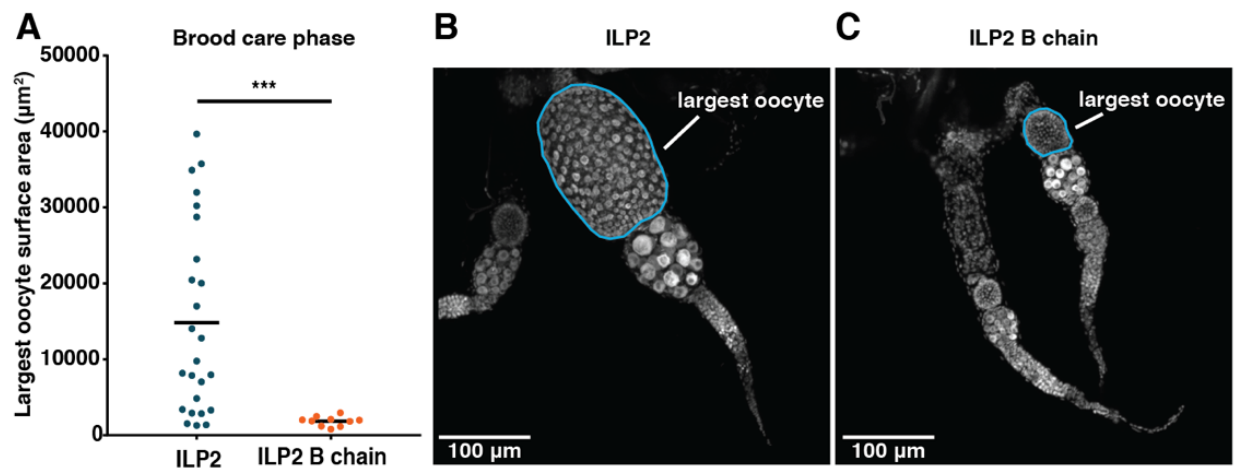 A
Brood care phase
Largest oocyte surface area (µm²)
50000
40000
30000
20000
10000
0
***
ILP2
ILP2 B chain
B
ILP2
largest oocyte
100 µm
C
ILP2 B chain
largest oocyte
100 µm